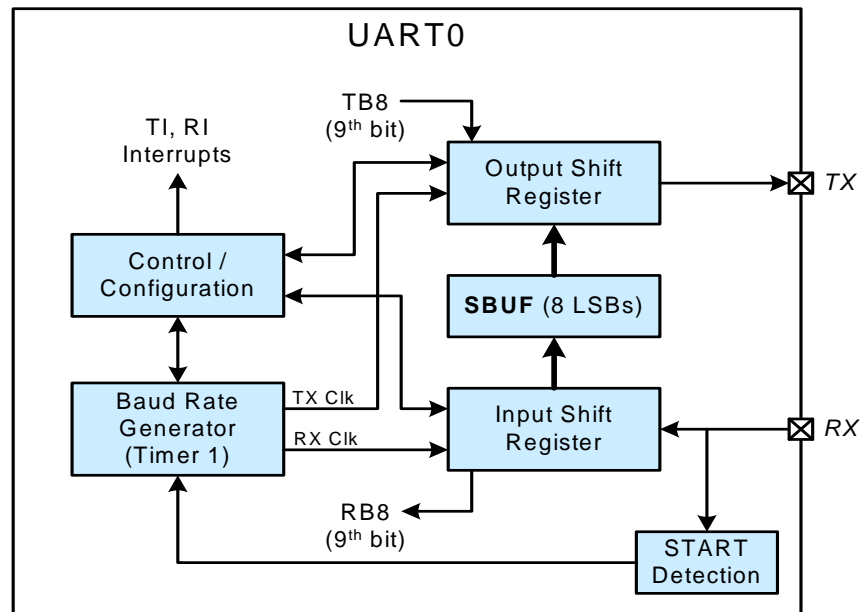 UART0
TB8
(9th bit)
TI, RI
Interrupts
Output Shift
Register
TX
Control /
Configuration
SBUF (8 LSBs)
Baud Rate
Generator
(Timer 1)
TX Clk
RX Clk
Input Shift
Register
RX
RB8
(9th bit)
START
Detection